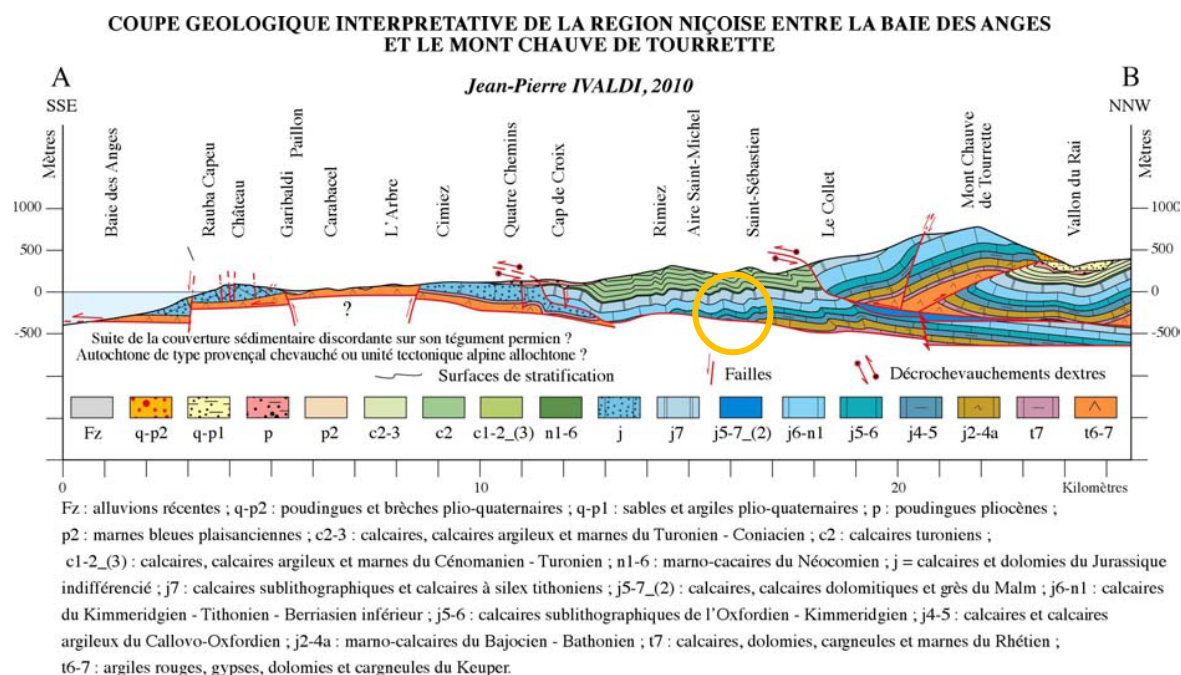 COUPE GEOLOGIQUE INTERPRETATIVE DE LA REGION NIÇOISE ENTRE LA BAIE DES ANGES
ET LE MONT CHAUVE DE TOURRETTE
Jean-Pierre IVALDI, 2010
A
SSE
B
NNW
Mètres
Baie des Anges
Rauba Capeu
Château
Garibaldi
Paillon
Carabacel
L' Arbre
Cimiez
Quatre Chemins
Cap de Croix
Rimiez
Aire Saint-Michel
Saint-Sébastien
Le Collet
Mont Chauve
de Tourrette
Vallon du Rai
Mètres
1000
500
0
-500
1000
500
0
-500
?
Suite de la couverture sédimentaire discordante sur son tégument permien ?
Autochtone de type provençal chevauché ou unité tectonique alpine allochtone ?
Surfaces de stratification
Failles
Décrochevauchements dextres
Fz q-p2 q-p1 p p2 c2-3 c2 c1-2_(3) n1-6 j j7 j5-7_(2) j6-n1 j5-6 j4-5 j2-4a t7 t6-7
0 10 20 Kilomètres
Fz : alluvions récentes ; q-p2 : poudingues et brèches plio-quaternaires ; q-p1 : sables et argiles plio-quaternaires ; p : poudingues pliocènes ;
p2 : marnes bleues plaisanciennes ; c2-3 : calcaires, calcaires argileux et marnes du Turonien - Coniacien ; c2 : calcaires turoniens ;
c1-2_(3) : calcaires, calcaires argileux et marnes du Cénomanien - Turonien ; n1-6 : marno-cacaires du Néocomien ; j = calcaires et dolomies du Jurassique
indifférencié ; j7 : calcaires sublithographiques et calcaires à silex tithoniens ; j5-7_(2) : calcaires, calcaires dolomitiques et grès du Malm ; j6-n1 : calcaires
du Kimmeridgien - Tithonien - Berriasien inférieur ; j5-6 : calcaires sublithographiques de l'Oxfordien - Kimmeridgien ; j4-5 : calcaires et calcaires
argileux du Callovo-Oxfordien ; j2-4a : marno-calcaires du Bajocien - Bathonien ; t7 : calcaires, dolomies, cargneules et marnes du Rhétien ;
t6-7 : argiles rouges, gypses, dolomies et cargneules du Keuper.